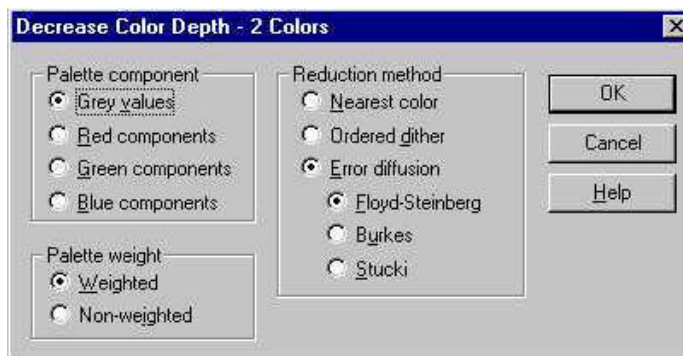 Decrease Color Depth - 2 Colors
Palette component
Grey values
Red components
Green components
Blue components
Palette weight
Weighted
Non-weighted
Reduction method
Nearest color
Ordered dither
Error diffusion
Floyd-Steinberg
Burkes
Stucki
OK
Cancel
Help